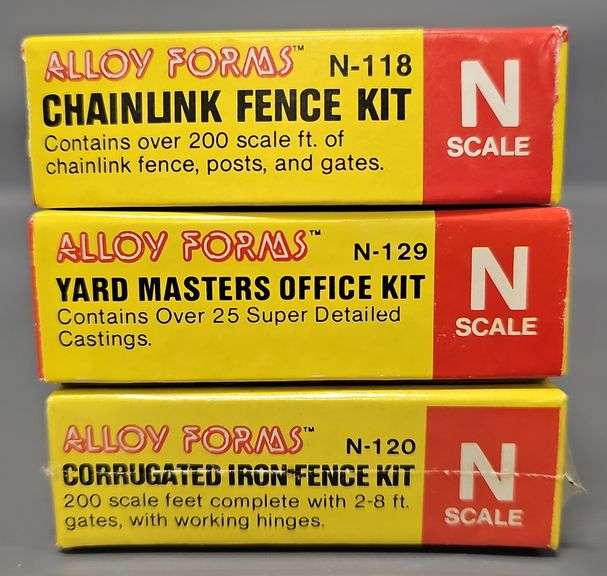 ALLOY FORMS™ N-118
CHAINLINK FENCE KIT
Contains over 200 scale ft. of
chainlink fence, posts, and gates.
N
SCALE
ALLOY FORMS™ N-129
YARD MASTERS OFFICE KIT
Contains Over 25 Super Detailed
Castings.
N
SCALE
ALLOY FORMS™ N-120
CORRUGATED IRON FENCE KIT
200 scale feet complete with 2-8 ft.
gates, with working hinges.
N
SCALE